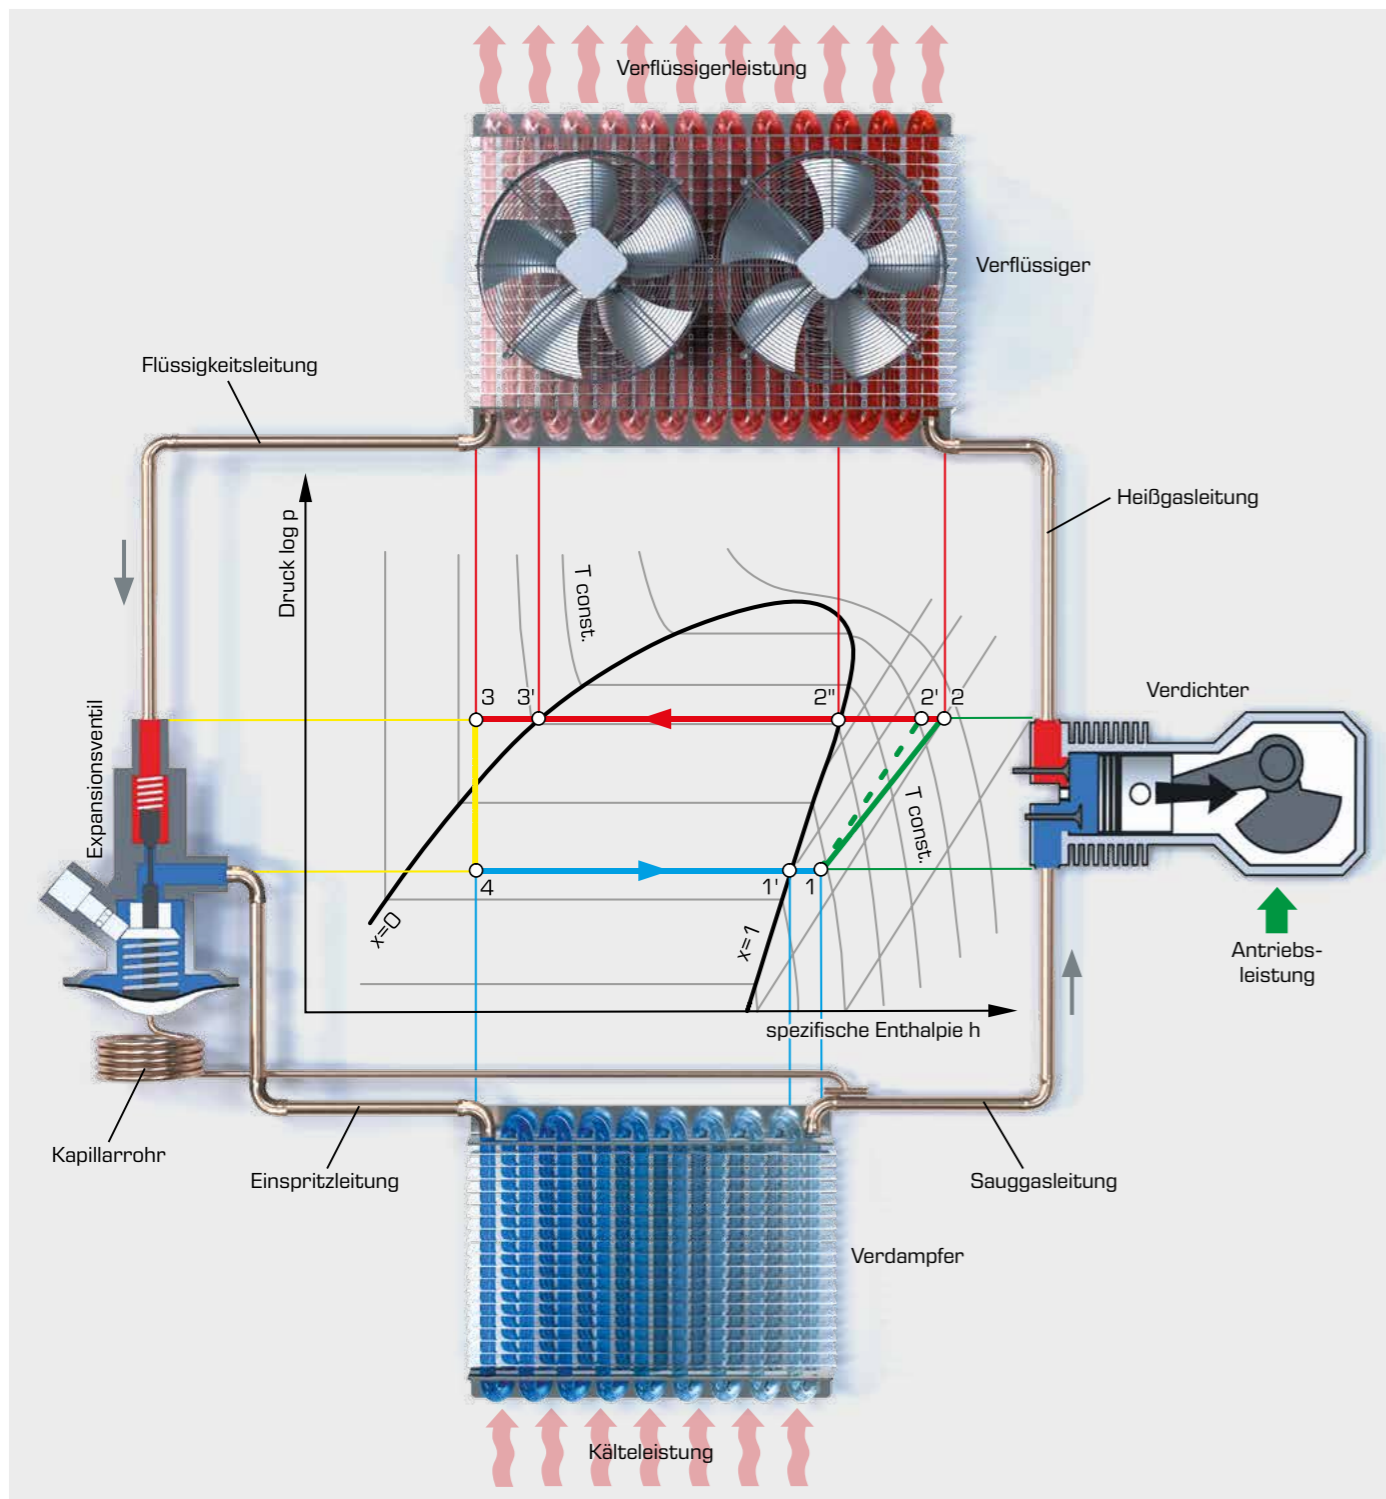 Verflüssigerleistung
Verflüssiger
Flüssigkeitsleitung
Heißgasleitung
Druck log p
T const.
3
3'
2"
2'
2
Verdichter
Expansionsventil
T const.
4
1'
1
x=0
x=1
Antriebs-
leistung
spezifische Enthalpie h
Kapillarrohr
Einspritzleitung
Sauggasleitung
Verdampfer
Kälteleistung